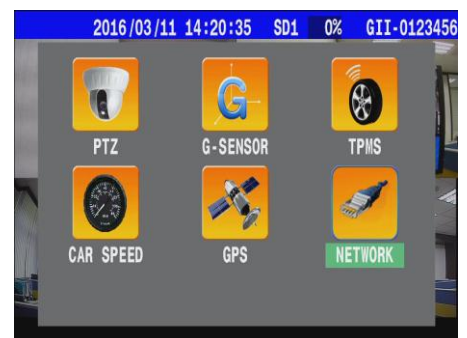 2016/03/11 14:20:35 SD1 0% GII-0123456
PTZ
G-SENSOR
TPMS
CAR SPEED
GPS
NETWORK